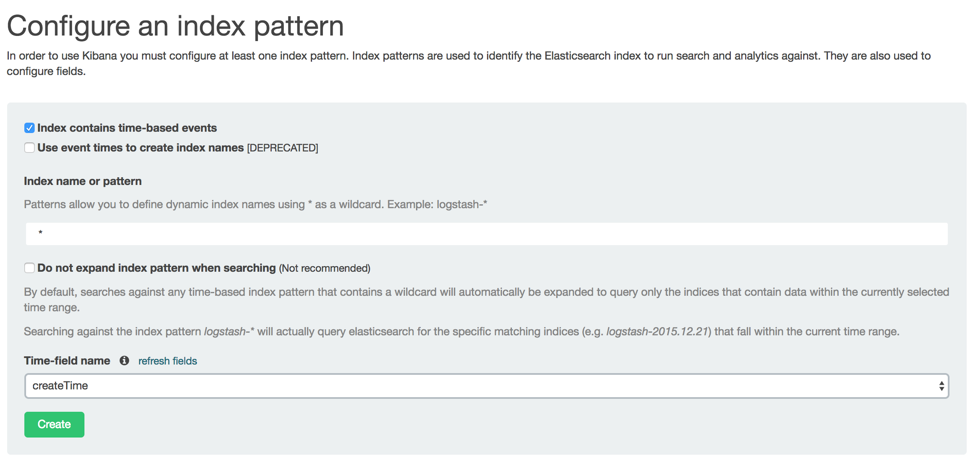 Configure an index pattern
In order to use Kibana you must configure at least one index pattern. Index patterns are used to identify the Elasticsearch index to run search and analytics against. They are also used to
configure fields.
Index contains time-based events
Use event times to create index names [DEPRECATED]
Index name or pattern
Patterns allow you to define dynamic index names using * as a wildcard. Example: logstash-*
*
Do not expand index pattern when searching (Not recommended)
By default, searches against any time-based index pattern that contains a wildcard will automatically be expanded to query only the indices that contain data within the currently selected
time range.
Searching against the index pattern logstash-* will actually query elasticsearch for the specific matching indices (e.g. logstash-2015.12.21) that fall within the current time range.
Time-field name refresh fields
createTime
Create